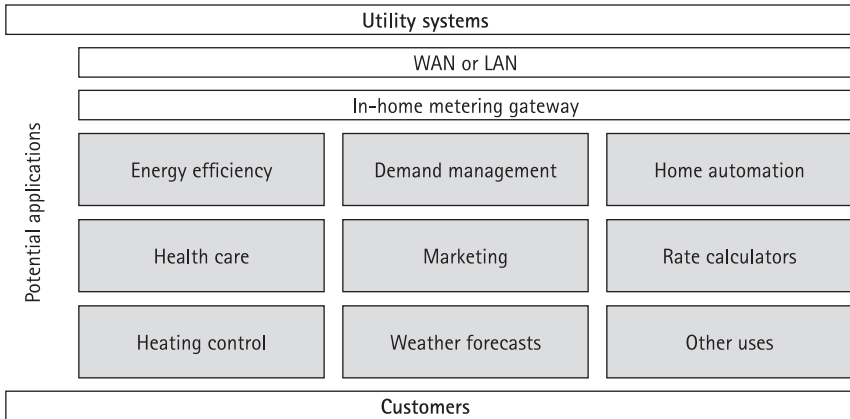 Utility systems
WAN or LAN
In-home metering gateway
Potential applications
Energy efficiency
Demand management
Home automation
Health care
Marketing
Rate calculators
Heating control
Weather forecasts
Other uses
Customers